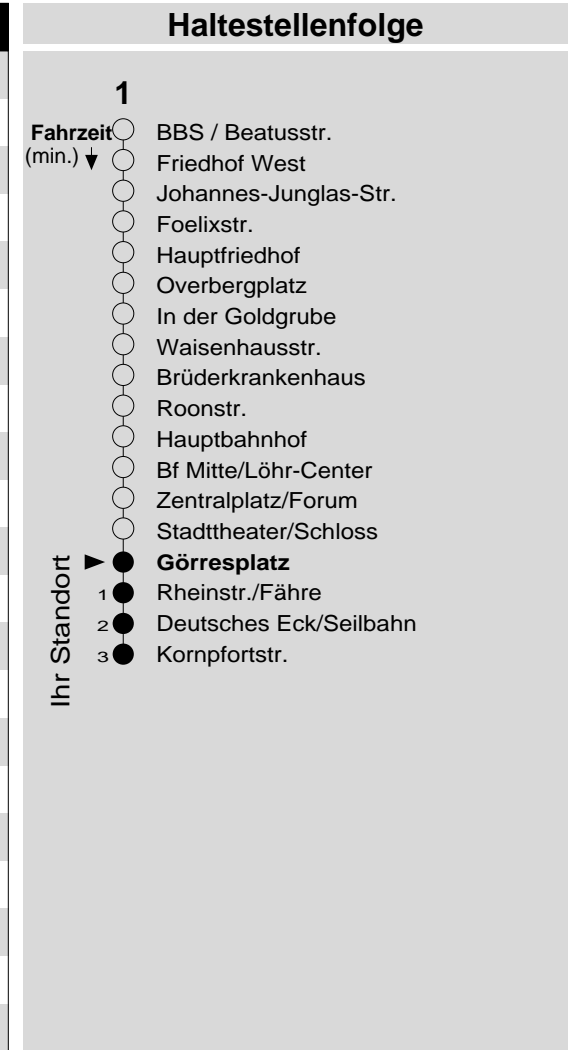 Haltestellenfolge
1
Fahrzeit BBS / Beatusstr.
(min.) Friedhof West
Johannes-Junglas-Str.
Foelixstr.
Hauptfriedhof
Overbergplatz
In der Goldgrube
Waisenhausstr.
Brüderkrankenhaus
Roonstr.
Hauptbahnhof
Bf Mitte/Löhr-Center
Zentralplatz/Forum
Stadttheater/Schloss
Görresplatz
1 Rheinstr./Fähre
2 Deutsches Eck/Seilbahn
3 Kornpfortstr.
Ihr Standort